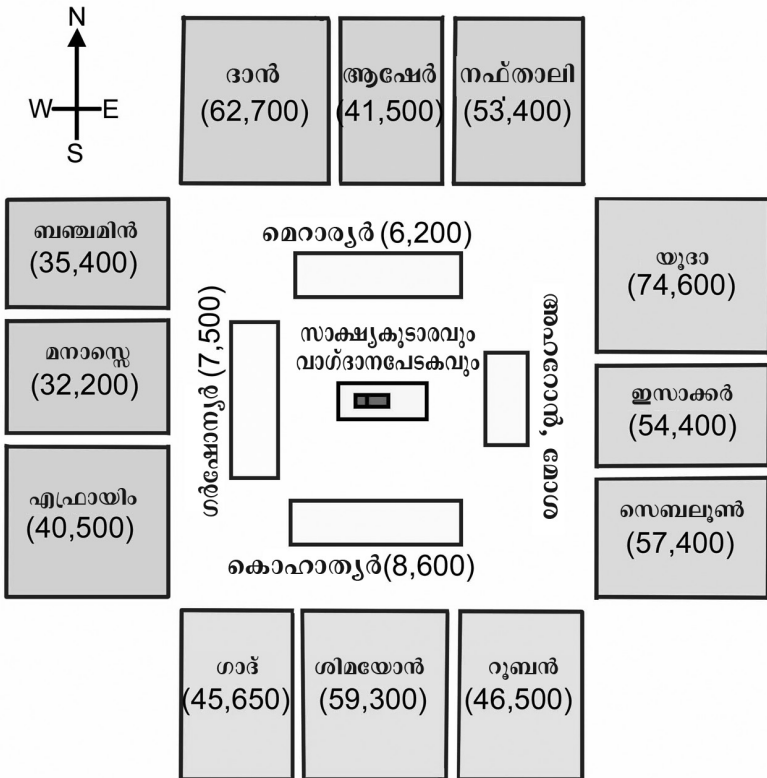 N
W E
S
ദാൻ
(62,700)
ആഷേർ
(41,500)
നഫ്താലി
(53,400)
ബഞ്ചമിൻ
(35,400)
മനാസ്സെ
(32,200)
എഫ്രായിം
(40,500)
മെറാര്യർ (6,200)
ഗർഷോന്യർ (7,500)
സാക്ഷ്യകൂടാരവും
വാഗ്ദാനപേടകവും
അഹറോൻ, മോശ
കൊഹാത്യർ(8,600)
യൂദാ
(74,600)
ഇസാക്കർ
(54,400)
സെബലൂൺ
(57,400)
ഗാദ്
(45,650)
ശിമയോൻ
(59,300)
റൂബൻ
(46,500)